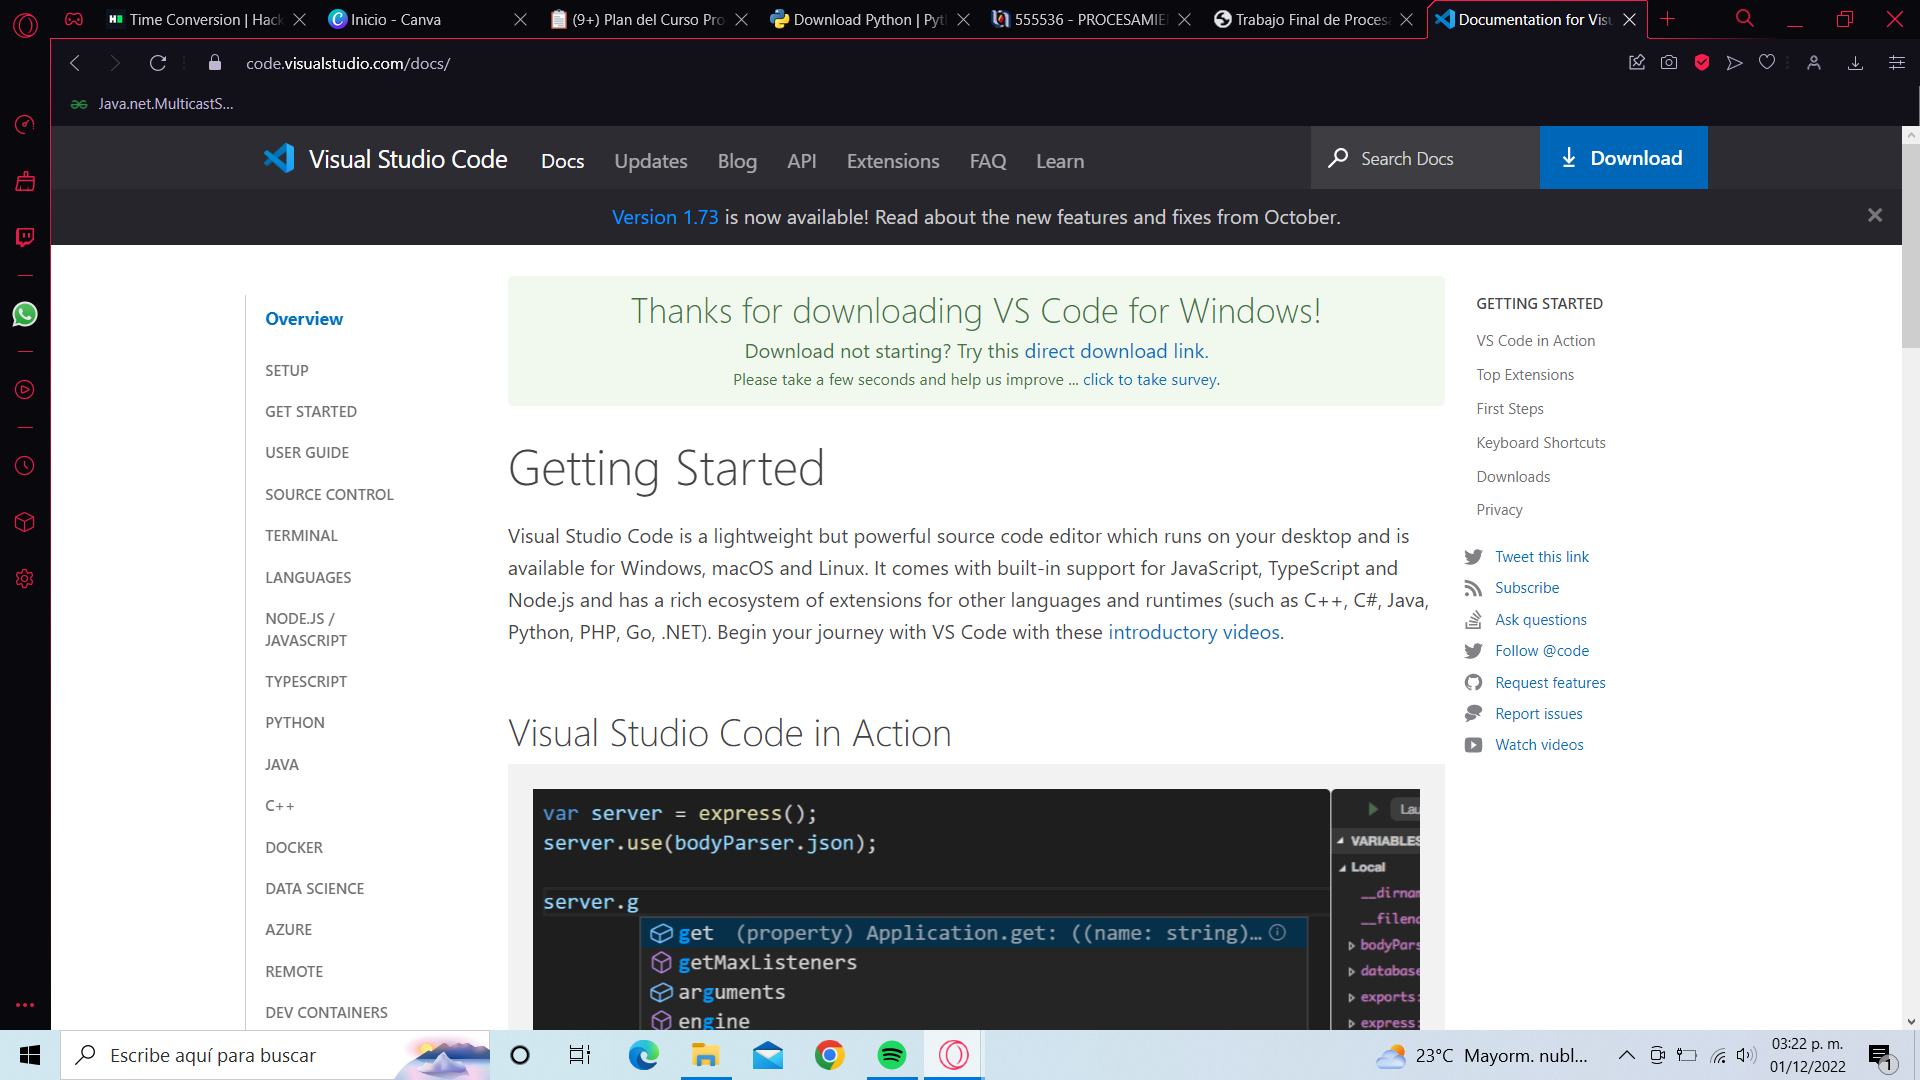 Time Conversion | Hack
Inicio - Canva
(9+) Plan del Curso Pro
Download Python | Pyt
555536 - PROCESAMIE
Trabajo Final de Proces
Documentation for Visu
code.visualstudio.com/docs/
Java.net.MulticastS...
Visual Studio Code
Docs
Updates
Blog
API
Extensions
FAQ
Learn
Search Docs
Download
Version 1.73 is now available! Read about the new features and fixes from October.
Overview
SETUP
GET STARTED
USER GUIDE
SOURCE CONTROL
TERMINAL
LANGUAGES
NODE.JS /
JAVASCRIPT
TYPESCRIPT
PYTHON
JAVA
C++
DOCKER
DATA SCIENCE
AZURE
REMOTE
DEV CONTAINERS
Thanks for downloading VS Code for Windows!
Download not starting? Try this direct download link.
Please take a few seconds and help us improve ... click to take survey.
Getting Started
Visual Studio Code is a lightweight but powerful source code editor which runs on your desktop and is
available for Windows, macOS and Linux. It comes with built-in support for JavaScript, TypeScript and
Node.js and has a rich ecosystem of extensions for other languages and runtimes (such as C++, C#, Java,
Python, PHP, Go, .NET). Begin your journey with VS Code with these introductory videos.
Visual Studio Code in Action
var server = express();
server.use(bodyParser.json);
server.g
get (property) Application.get: ((name: string)...
getMaxListeners
arguments
engine
Lau
VARIABLES
Local
__dirnam
__filena
bodyPars
database
exports:
express:
GETTING STARTED
VS Code in Action
Top Extensions
First Steps
Keyboard Shortcuts
Downloads
Privacy
Tweet this link
Subscribe
Ask questions
Follow @code
Request features
Report issues
Watch videos
Escribe aquí para buscar
23°C Mayorm. nubl...
03:22 p. m.
01/12/2022
1